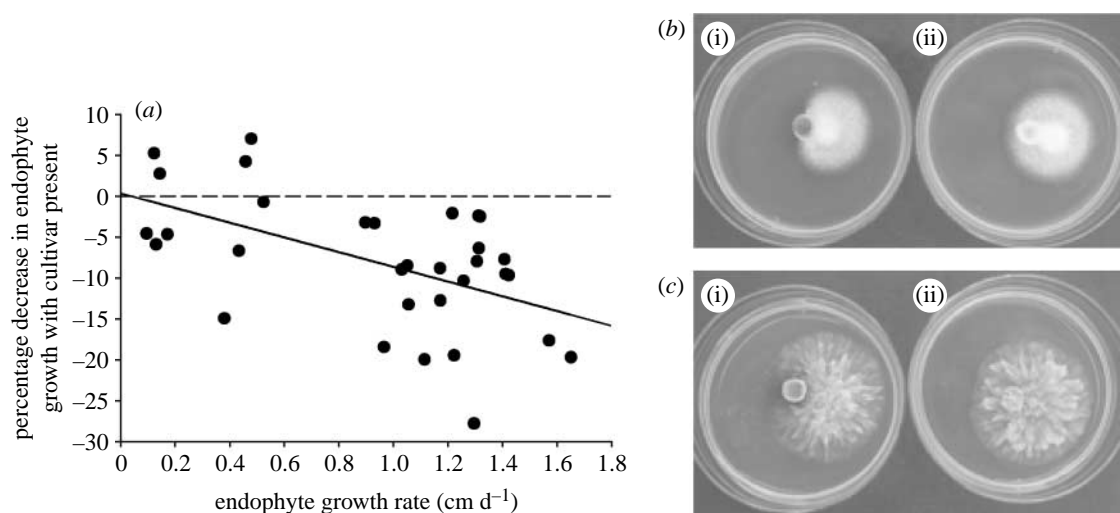 (a)
percentage decrease in endophyte
growth with cultivar present
10
5
0
–5
–10
–15
–20
–25
–30
0 0.2 0.4 0.6 0.8 1.0 1.2 1.4 1.6 1.8
endophyte growth rate (cm d–1)
(b) (i) (ii)
(c) (i) (ii)